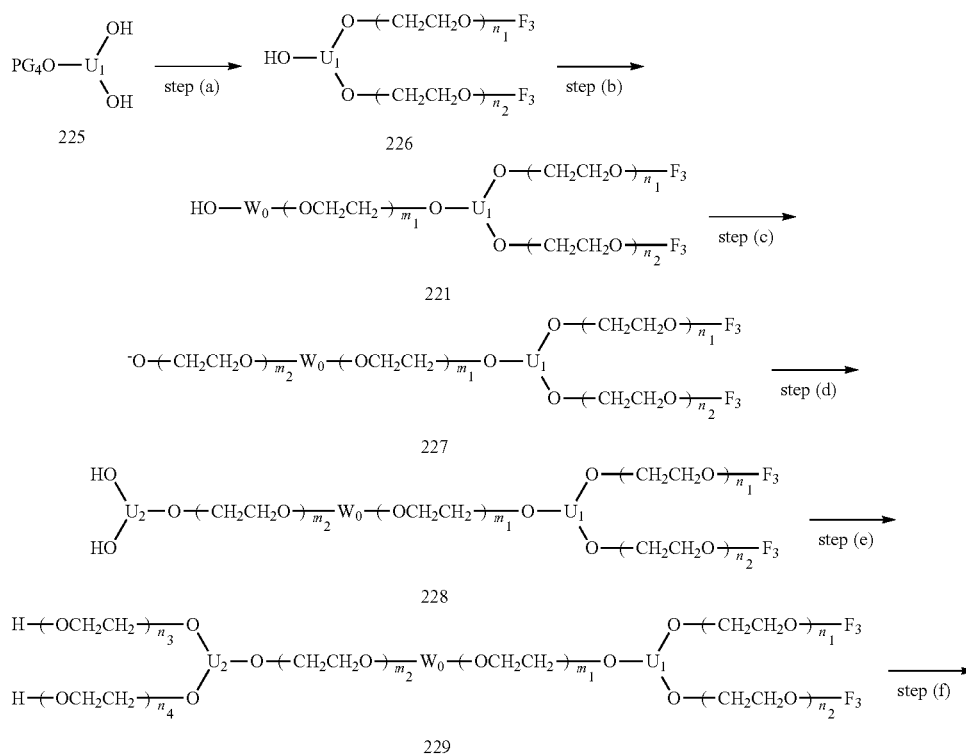 O—(CH2CH2O)n1—F3
OH
PG4O—U1
OH
step (a)
HO—U1
step (b)
O—(CH2CH2O)n2—F3
225
226
O—(CH2CH2O)n1—F3
HO—W0—(OCH2CH2)m1—O—U1
step (c)
O—(CH2CH2O)n2—F3
221
O—(CH2CH2O)n1—F3
-O—(CH2CH2O)m2—W0—(OCH2CH2)m1—O—U1
step (d)
O—(CH2CH2O)n2—F3
227
HO
O—(CH2CH2O)n1—F3
U2—O—(CH2CH2O)m2—W0—(OCH2CH2)m1—O—U1
HO
O—(CH2CH2O)n2—F3
step (e)
228
H—(OCH2CH2)n3—O
O—(CH2CH2O)n1—F3
U2—O—(CH2CH2O)m2—W0—(OCH2CH2)m1—O—U1
H—(OCH2CH2)n4—O
O—(CH2CH2O)n2—F3
step (f)
229